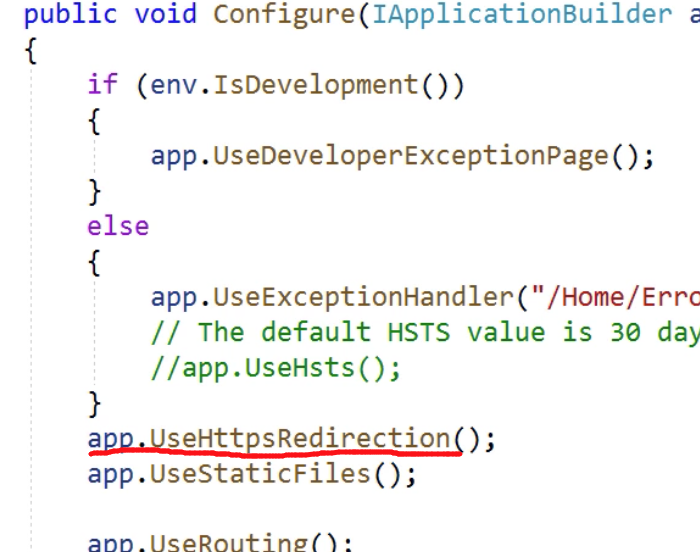 public void Configure(IApplicationBuilder a
{
if (env.IsDevelopment())
{
app.UseDeveloperExceptionPage();
}
else
{
app.UseExceptionHandler("/Home/Erro
// The default HSTS value is 30 day
//app.UseHsts();
}
app.UseHttpsRedirection();
app.UseStaticFiles();
app.UseRouting();